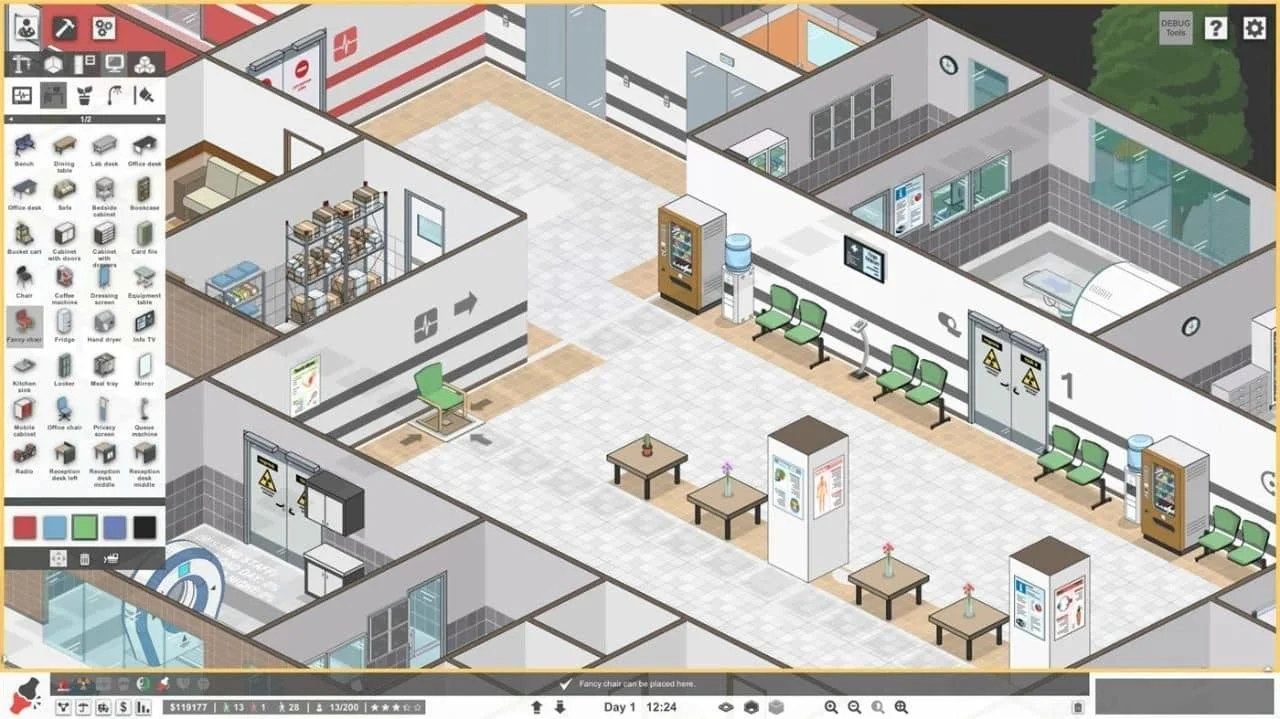 DEBUG
Tools
?
1/2
Bench
Dining
table
Lab desk
Office desk
Office desk
Sofa
Bedside
cabinet
Bookcase
Basket cart
Cabinet
with doors
Cabinet
with
drawers
Card file
Chair
Coffee
machine
Dressing
screen
Equipment
table
Fancy chair
Fridge
Hand dryer
Info TV
Kitchen
sink
Locker
Meal tray
Mirror
Mobile
cabinet
Office chair
Privacy
screen
Queue
machine
Radio
Reception
desk left
Reception
desk
middle
Reception
desk
middle
1
Fancy chair can be placed here.
$119177
13
1
28
13/200
Day 1 12:24